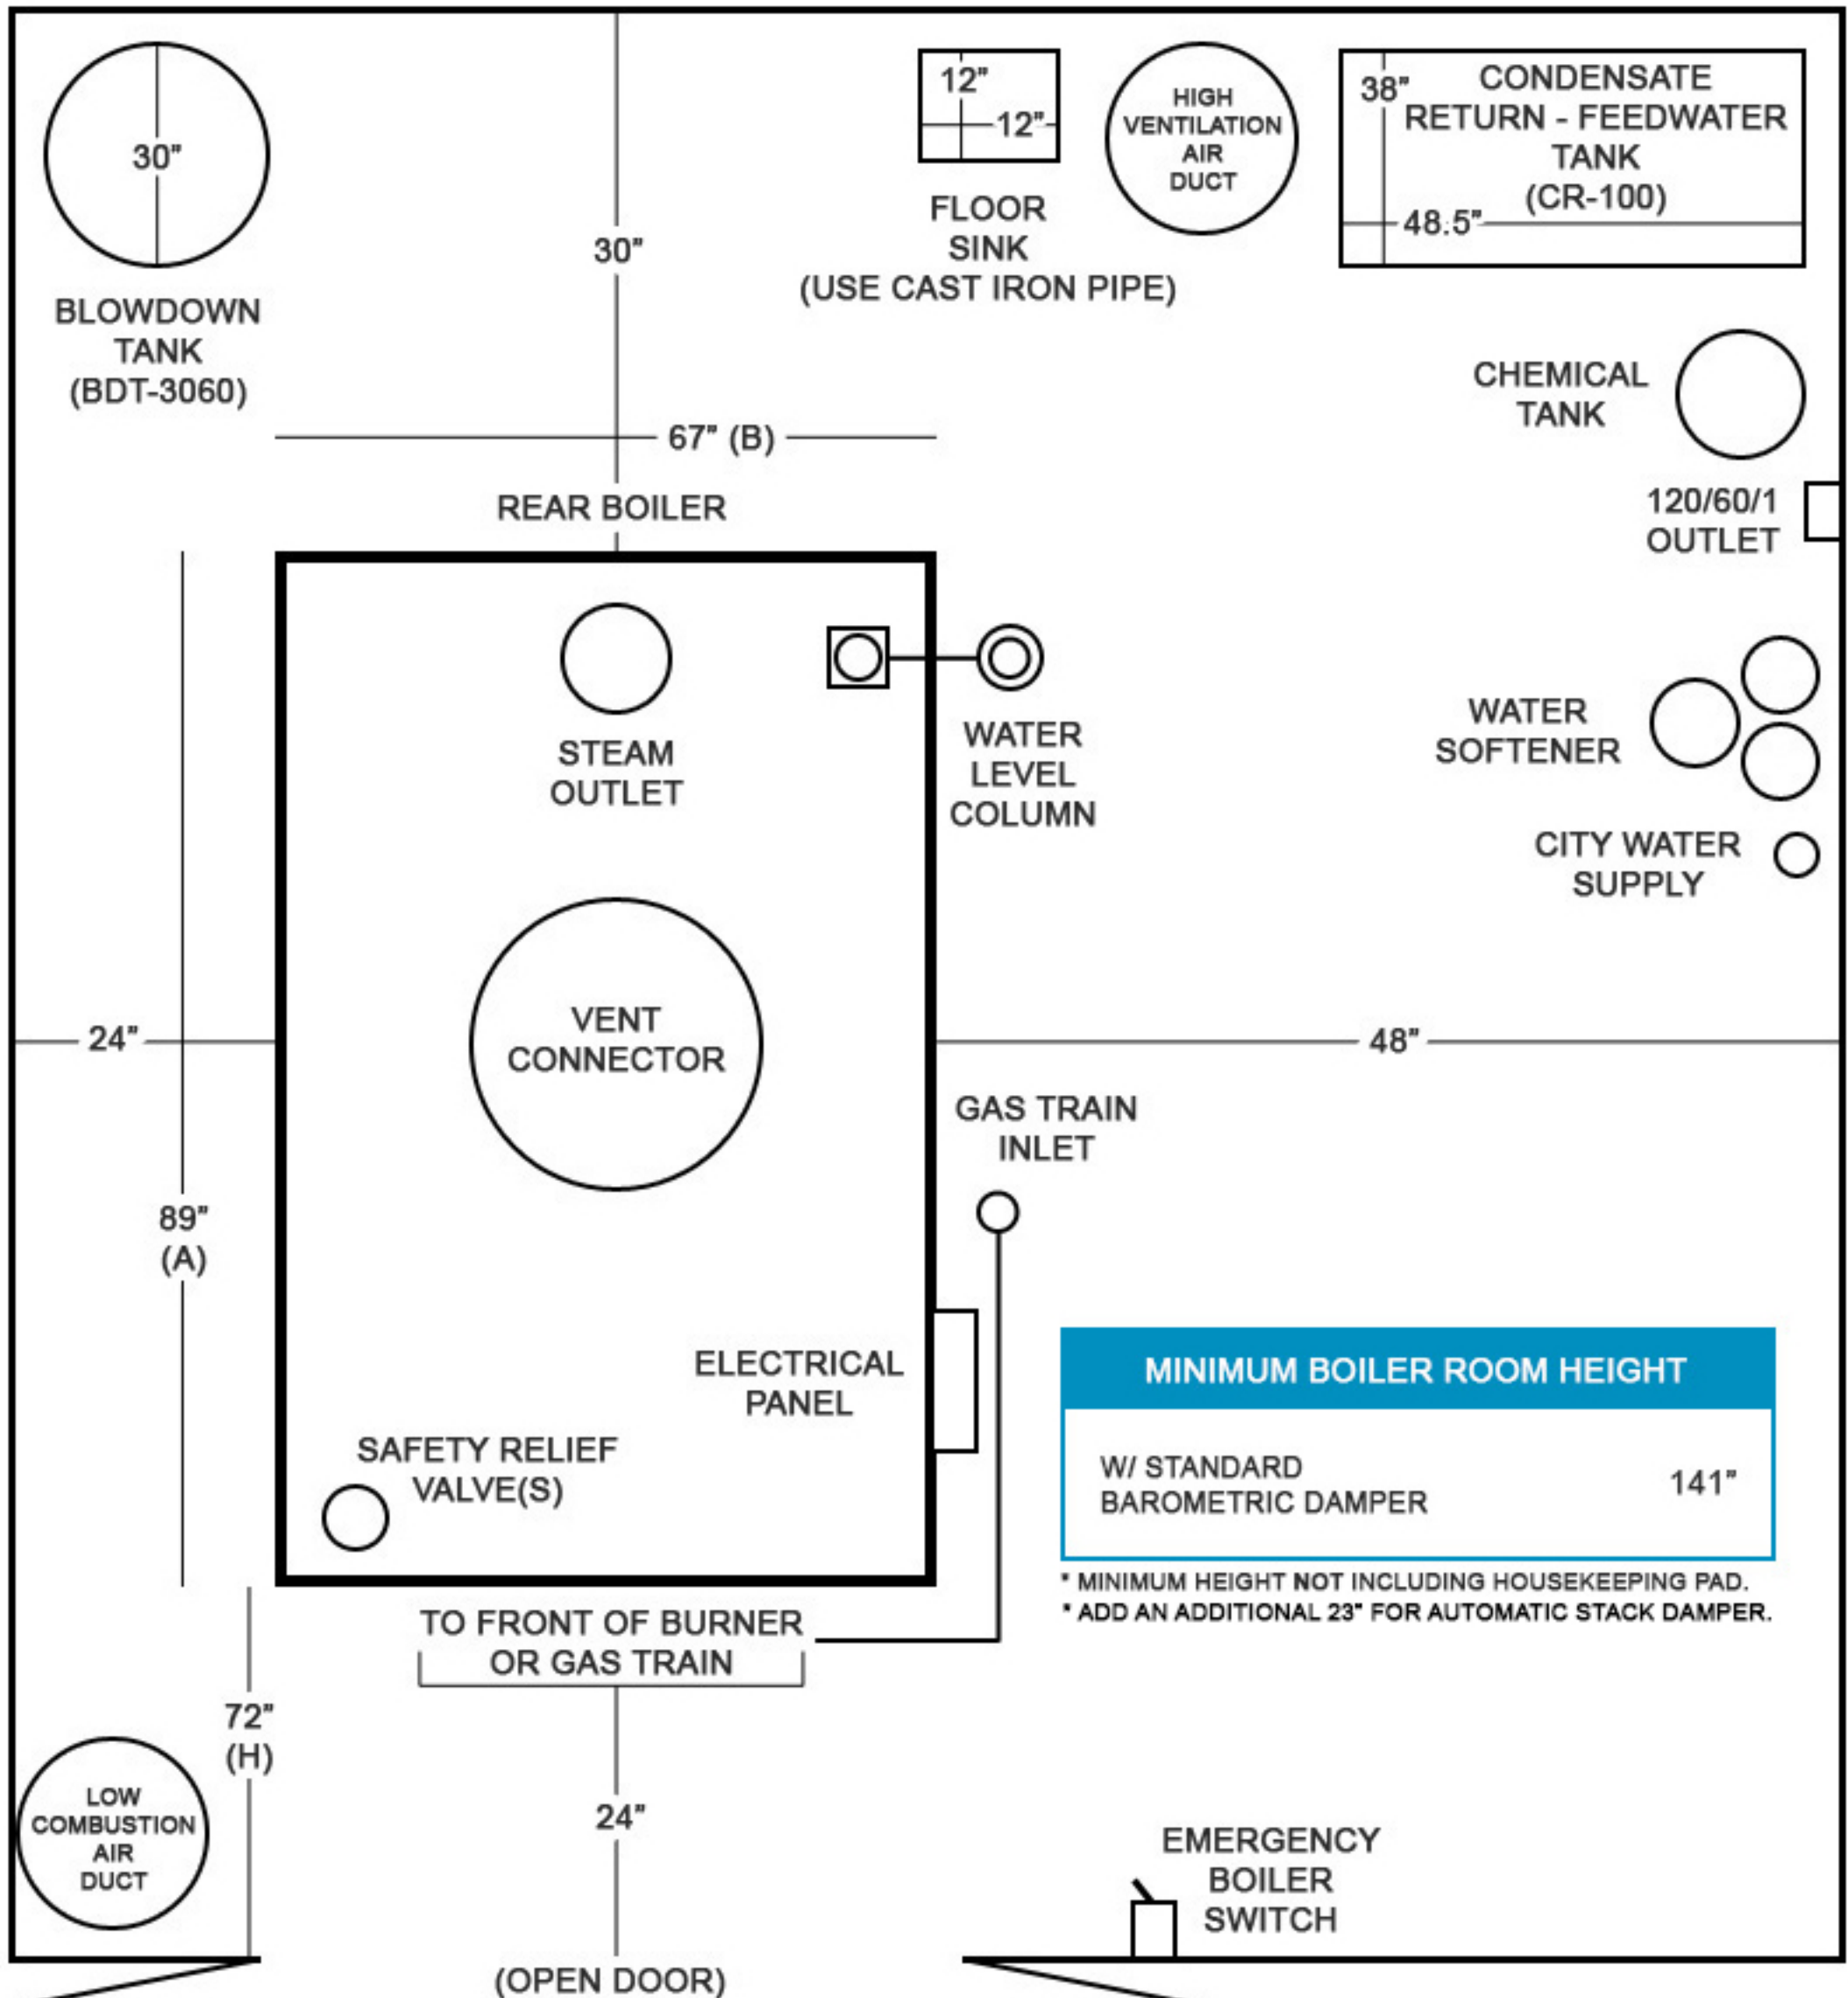 30”
BLOWDOWN
TANK
(BDT-3060)
30”
12”
12”
FLOOR
SINK
(USE CAST IRON PIPE)
HIGH
VENTILATION
AIR
DUCT
38”
CONDENSATE
RETURN - FEEDWATER
TANK
(CR-100)
48.5”
CHEMICAL
TANK
120/60/1
OUTLET
67” (B)
REAR BOILER
STEAM
OUTLET
WATER
LEVEL
COLUMN
WATER
SOFTENER
CITY WATER
SUPPLY
VENT
CONNECTOR
24”
48”
89”
(A)
GAS TRAIN
INLET
ELECTRICAL
PANEL
SAFETY RELIEF
VALVE(S)
MINIMUM BOILER ROOM HEIGHT
W/ STANDARD
BAROMETRIC DAMPER
141”
* MINIMUM HEIGHT NOT INCLUDING HOUSEKEEPING PAD.
* ADD AN ADDITIONAL 23” FOR AUTOMATIC STACK DAMPER.
TO FRONT OF BURNER
OR GAS TRAIN
72”
(H)
LOW
COMBUSTION
AIR
DUCT
24”
EMERGENCY
BOILER
SWITCH
(OPEN DOOR)